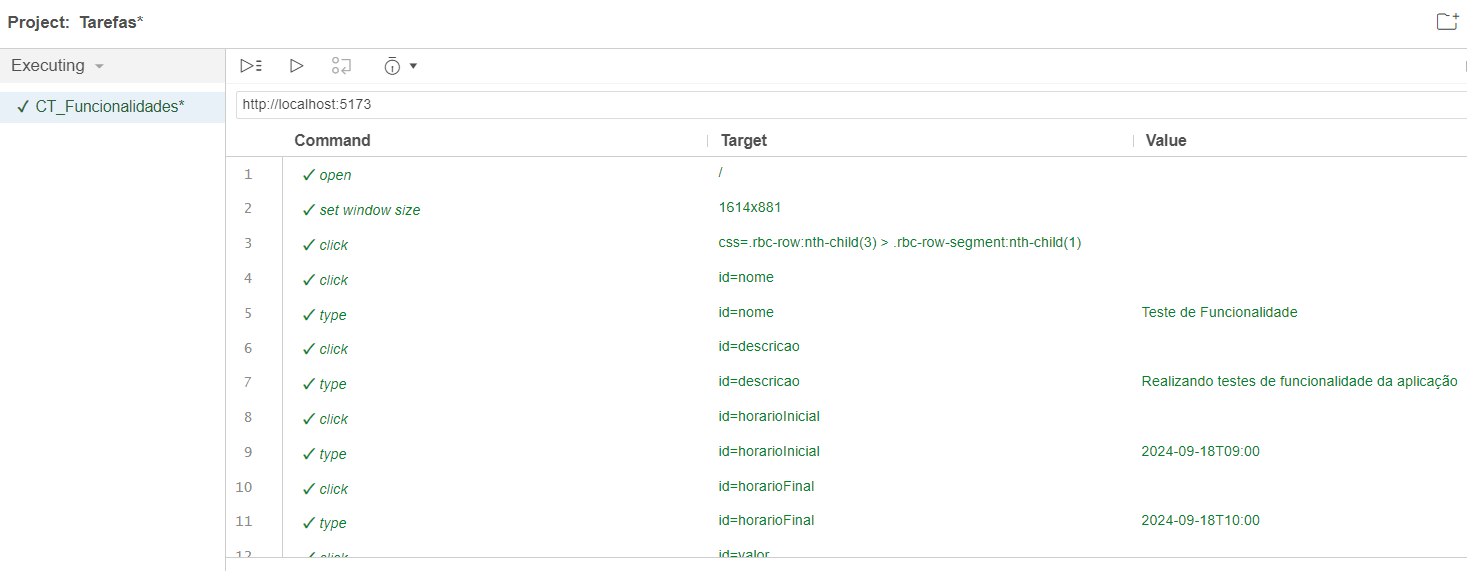 Project: Tarefas*
Executing
✓ CT_Funcionalidades*
http://localhost:5173
Command Target Value
1 ✓ open /
2 ✓ set window size 1614x881
3 ✓ click css=.rbc-row:nth-child(3) > .rbc-row-segment:nth-child(1)
4 ✓ click id=nome
5 ✓ type id=nome Teste de Funcionalidade
6 ✓ click id=descricao
7 ✓ type id=descricao Realizando testes de funcionalidade da aplicação
8 ✓ click id=horarioInicial
9 ✓ type id=horarioInicial 2024-09-18T09:00
10 ✓ click id=horarioFinal
11 ✓ type id=horarioFinal 2024-09-18T10:00
12 ✓ click id=valor